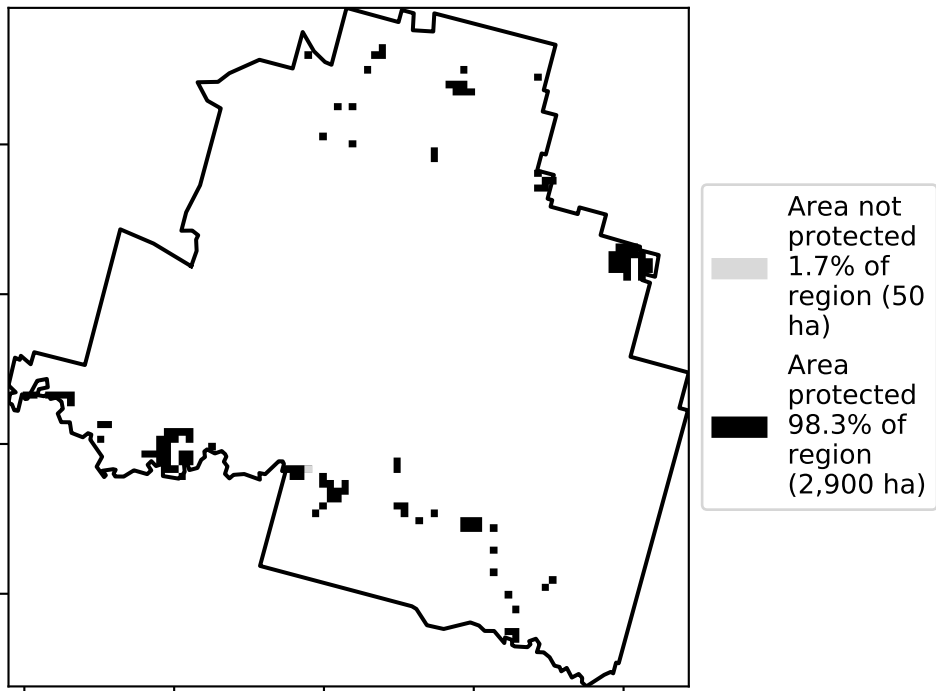 Area not
protected
1.7% of
region (50
ha)
Area
protected
98.3% of
region
(2,900 ha)